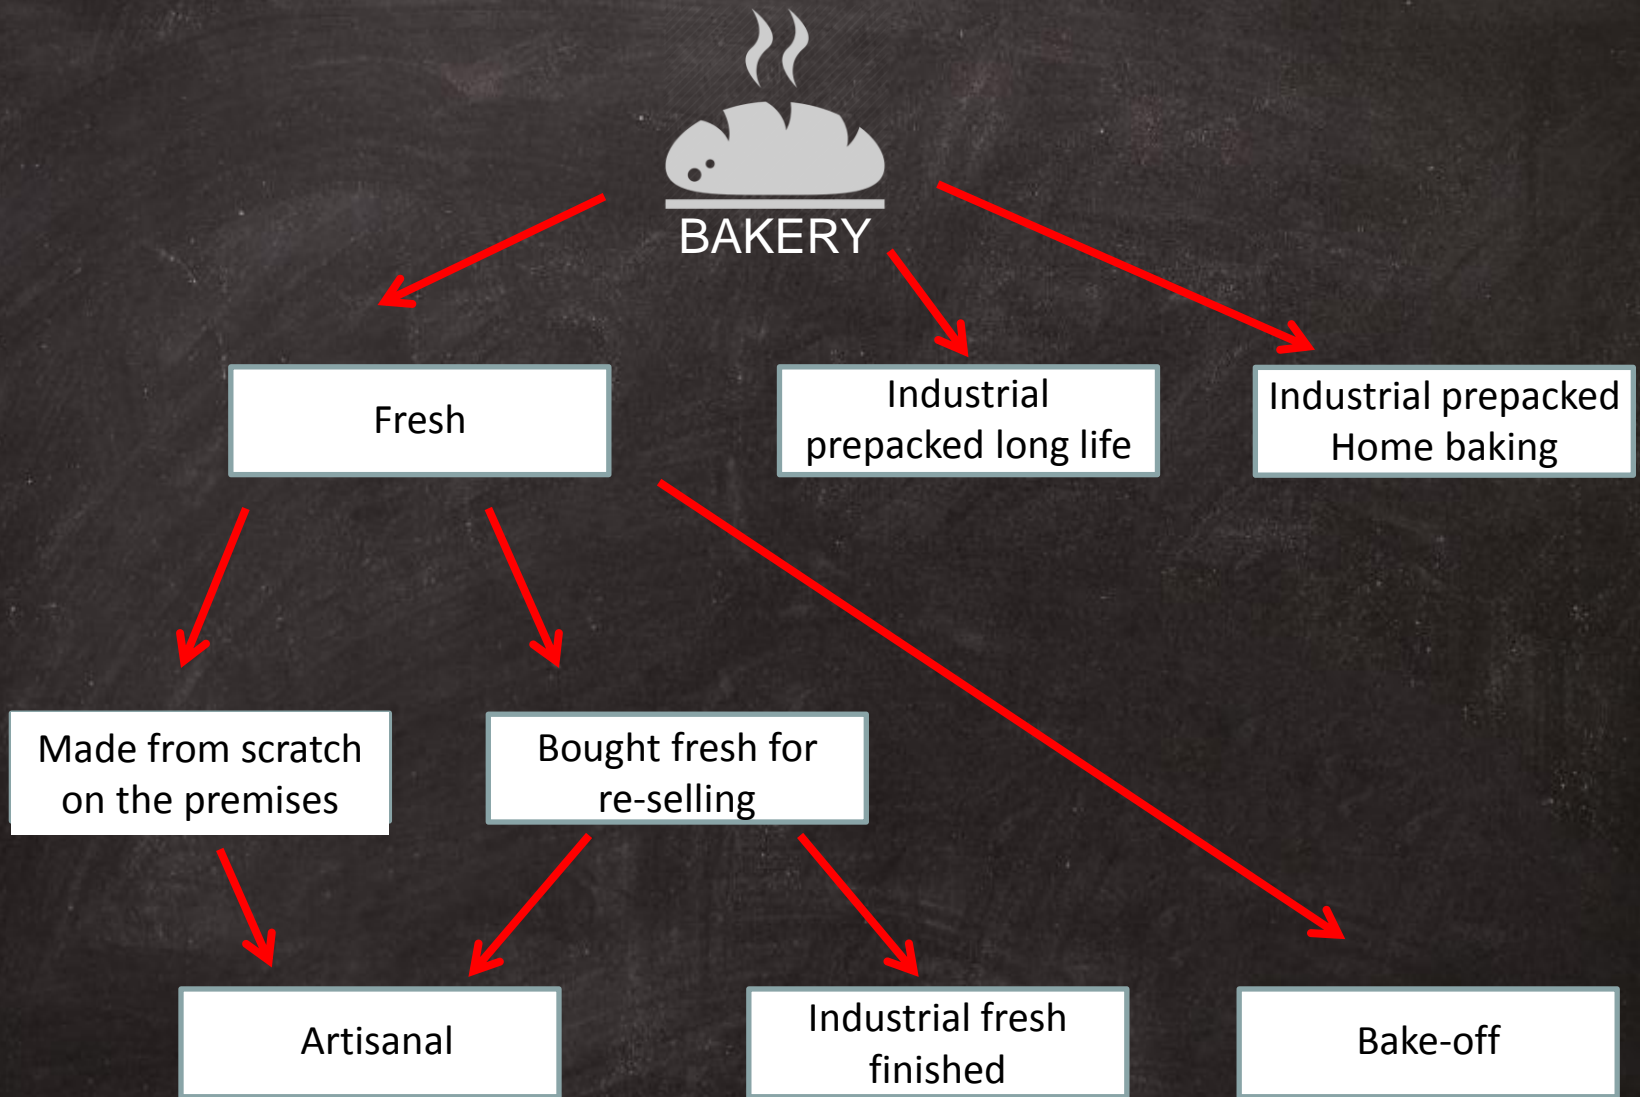 BAKERY
Fresh
Industrial
prepacked long life
Industrial prepacked
Home baking
Made from scratch
on the premises
Bought fresh for
re-selling
Artisanal
Industrial fresh
finished
Bake-off